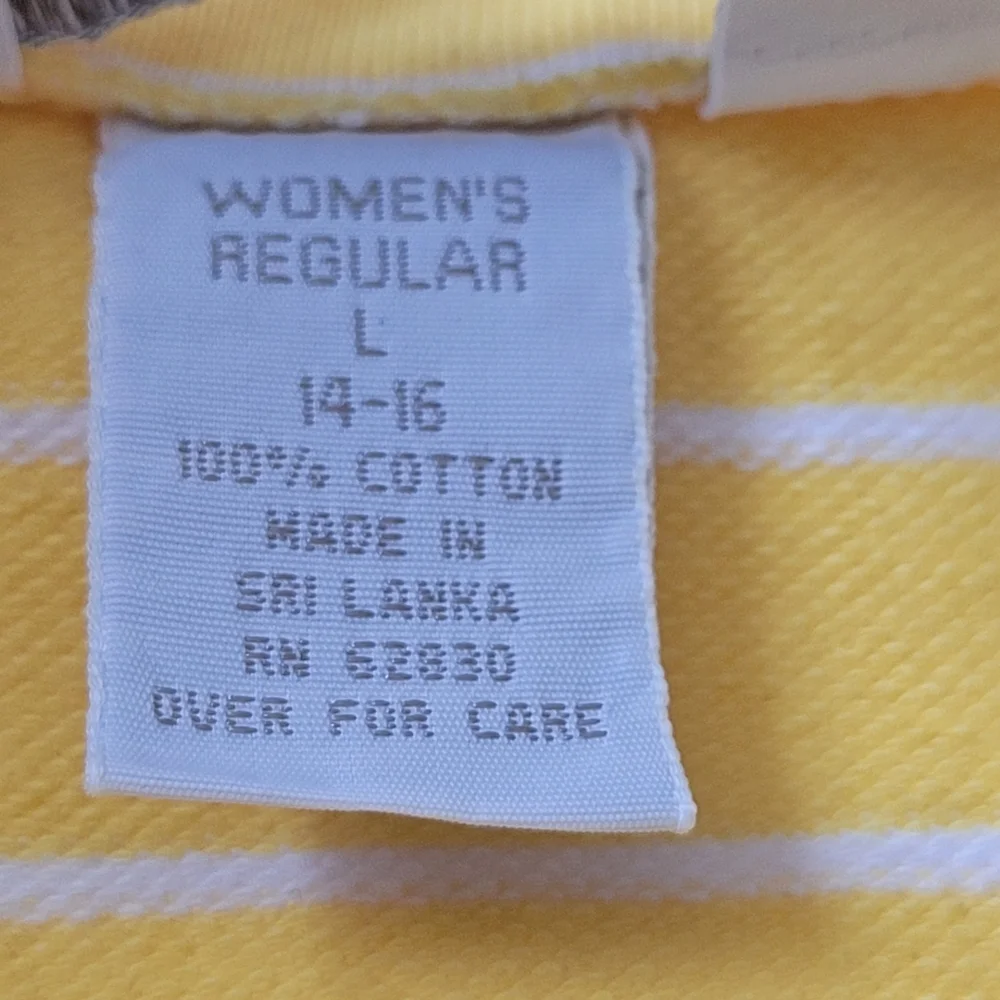 WOMEN'S
REGULAR
L
14-16
100% COTTON
MADE IN
SRI LANKA
RN 62830
OVER FOR CARE